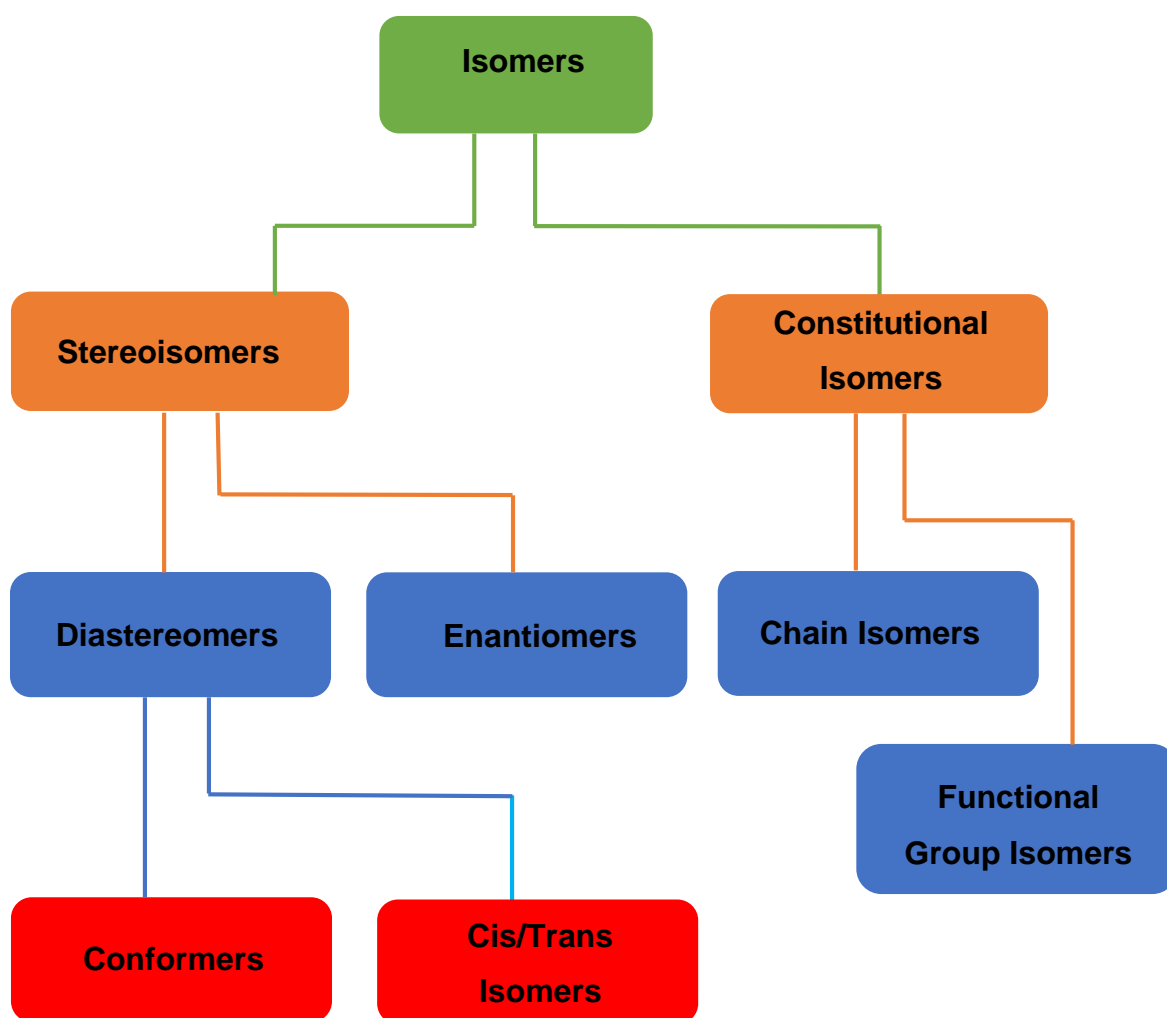 Isomers
Stereoisomers
Constitutional
Isomers
Diastereomers
Enantiomers
Chain Isomers
Functional
Group Isomers
Conformers
Cis/Trans
Isomers